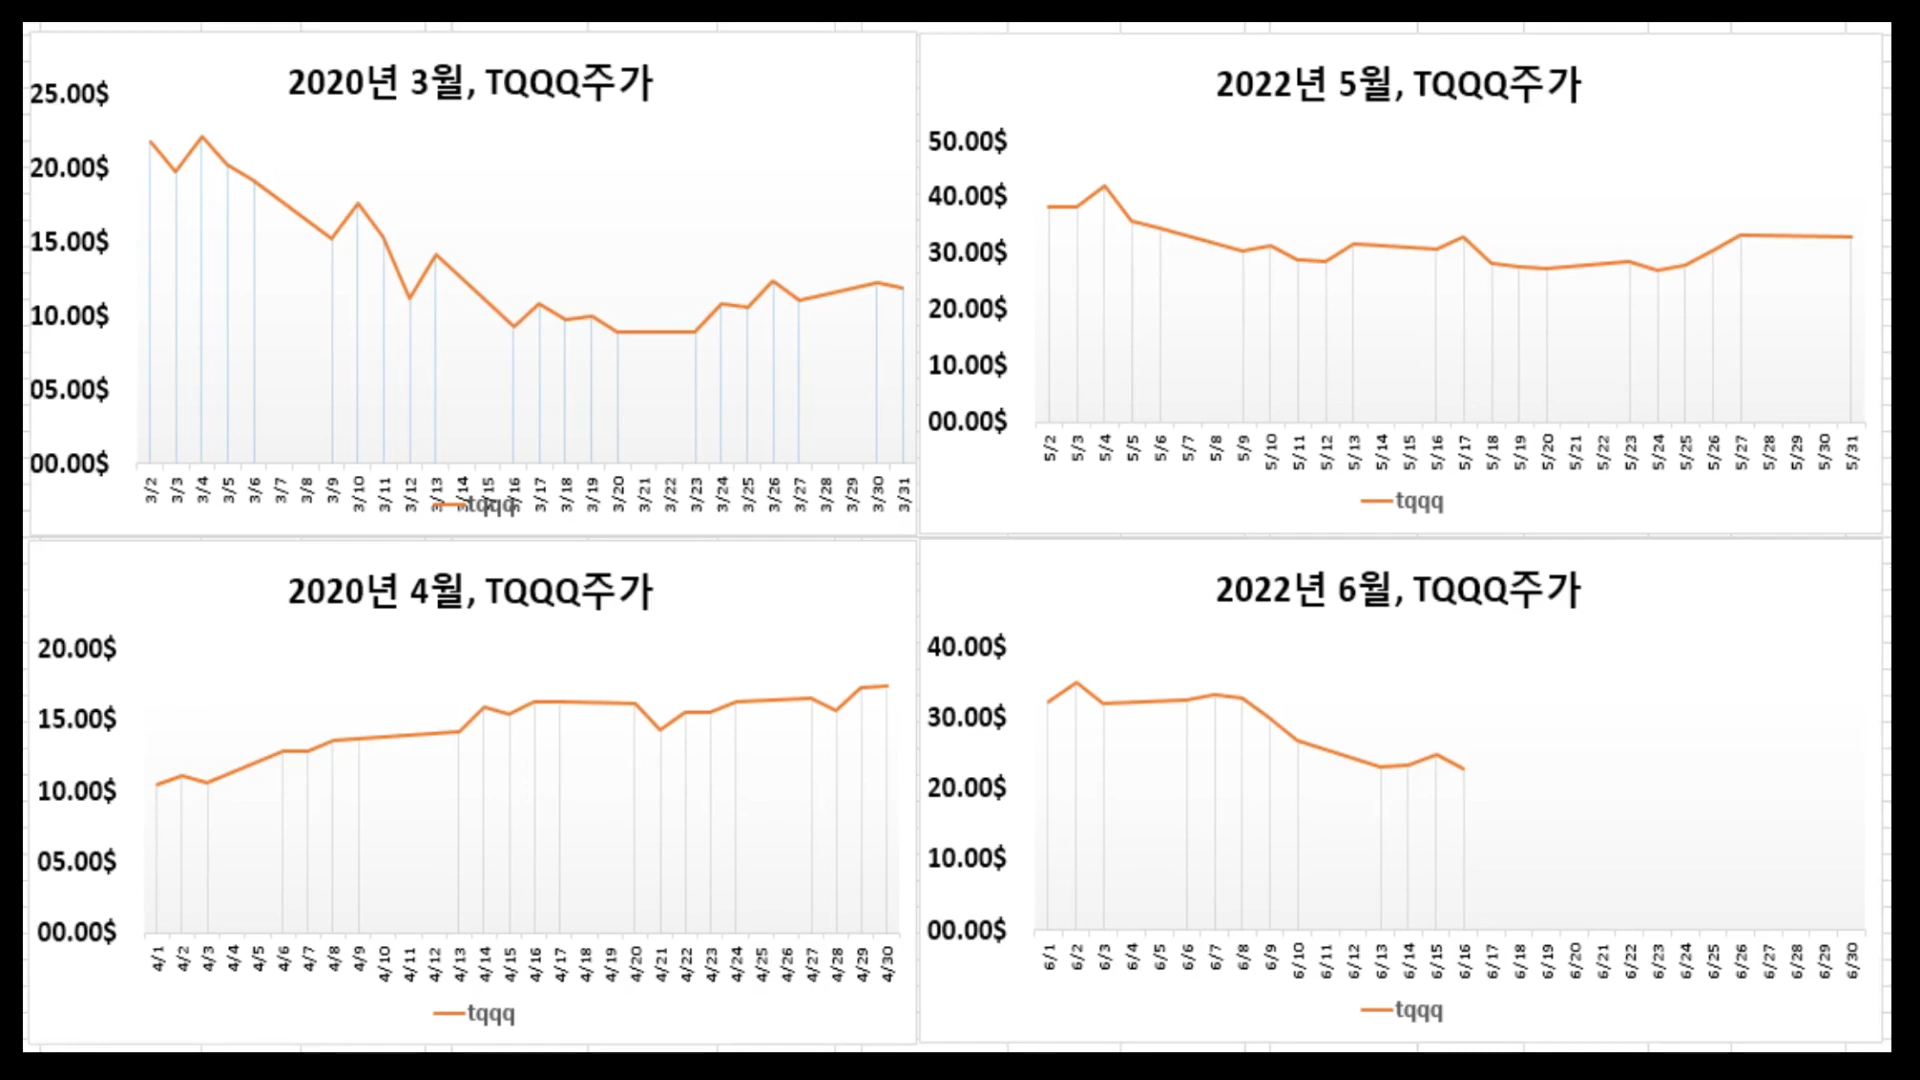 2020년 3월, TQQQ주가
25.00$
20.00$
15.00$
10.00$
05.00$
00.00$
3/2 3/3 3/4 3/5 3/6 3/7 3/8 3/9 3/10 3/11 3/12 3/13 3/14 3/15 3/16 3/17 3/18 3/19 3/20 3/21 3/22 3/23 3/24 3/25 3/26 3/27 3/28 3/29 3/30 3/31
tqqq
2022년 5월, TQQQ주가
50.00$
40.00$
30.00$
20.00$
10.00$
00.00$
5/2 5/3 5/4 5/5 5/6 5/7 5/8 5/9 5/10 5/11 5/12 5/13 5/14 5/15 5/16 5/17 5/18 5/19 5/20 5/21 5/22 5/23 5/24 5/25 5/26 5/27 5/28 5/29 5/30 5/31
tqqq
2020년 4월, TQQQ주가
20.00$
15.00$
10.00$
05.00$
00.00$
4/1 4/2 4/3 4/4 4/5 4/6 4/7 4/8 4/9 4/10 4/11 4/12 4/13 4/14 4/15 4/16 4/17 4/18 4/19 4/20 4/21 4/22 4/23 4/24 4/25 4/26 4/27 4/28 4/29 4/30
tqqq
2022년 6월, TQQQ주가
40.00$
30.00$
20.00$
10.00$
00.00$
6/1 6/2 6/3 6/4 6/5 6/6 6/7 6/8 6/9 6/10 6/11 6/12 6/13 6/14 6/15 6/16 6/17 6/18 6/19 6/20 6/21 6/22 6/23 6/24 6/25 6/26 6/27 6/28 6/29 6/30
tqqq